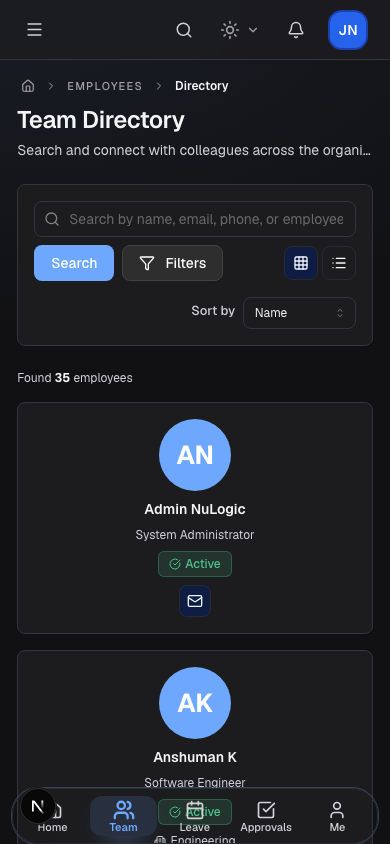 JN
EMPLOYEES
Directory
Team Directory
Search and connect with colleagues across the organi...
Search by name, email, phone, or employee
Search
Filters
Sort by
Name
Found 35 employees
AN
Admin NuLogic
System Administrator
Active
AK
Anshuman K
Software Engineer
Active
Engineering
N
Home
Team
Leave
Approvals
Me